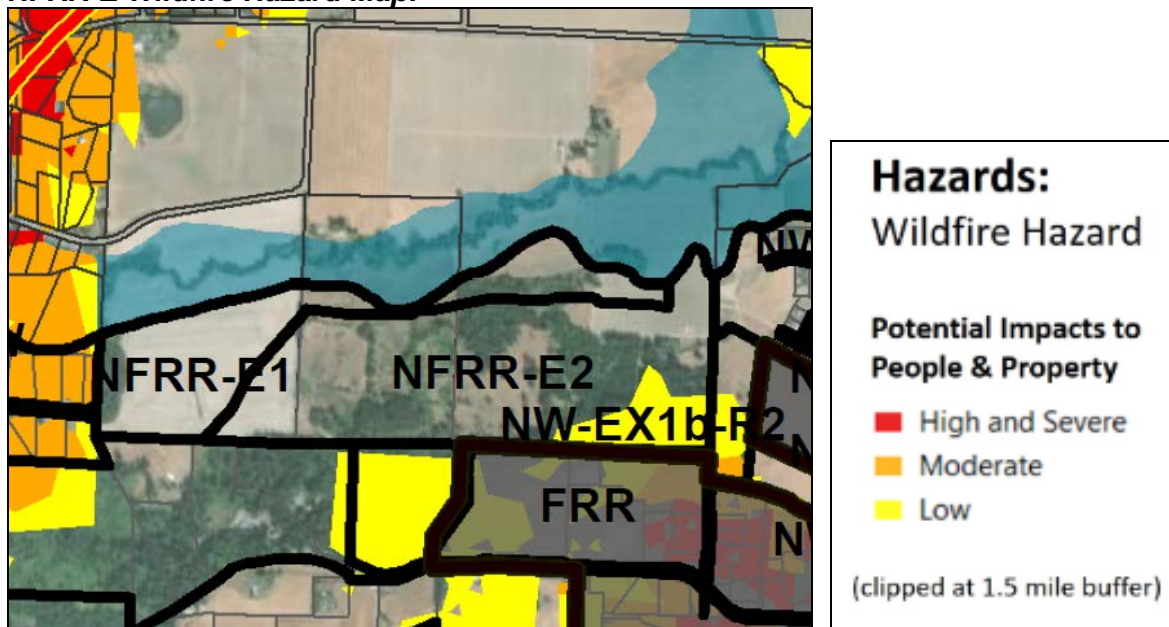 NFRR-E1
NFRR-E2
NW-EX1b-R2
FRR
Hazards:
Wildfire Hazard
Potential Impacts to
People & Property
High and Severe
Moderate
Low
(clipped at 1.5 mile buffer)